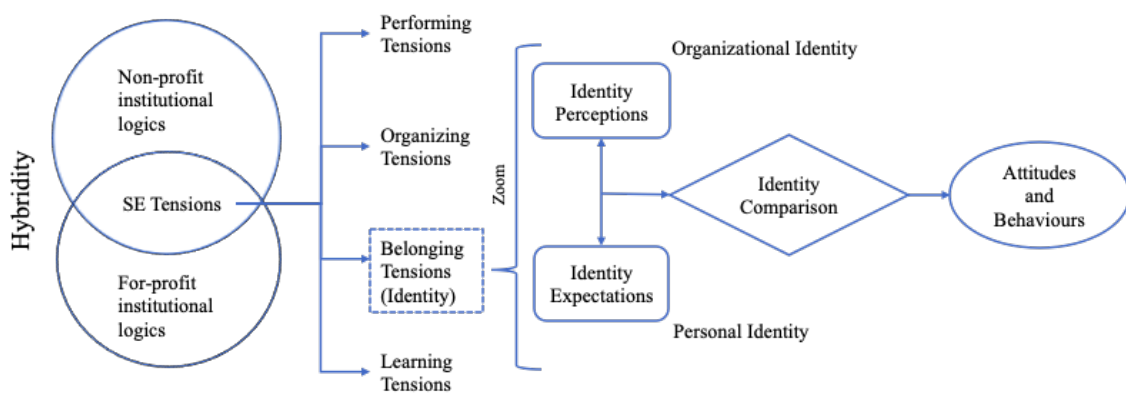 Hybridity
Non-profit
institutional
logics
SE Tensions
For-profit
institutional
logics
Performing
Tensions
Organizing
Tensions
Belonging
Tensions
(Identity)
Learning
Tensions
Zoom
Organizational Identity
Identity
Perceptions
Identity
Expectations
Personal Identity
Identity
Comparison
Attitudes
and
Behaviours